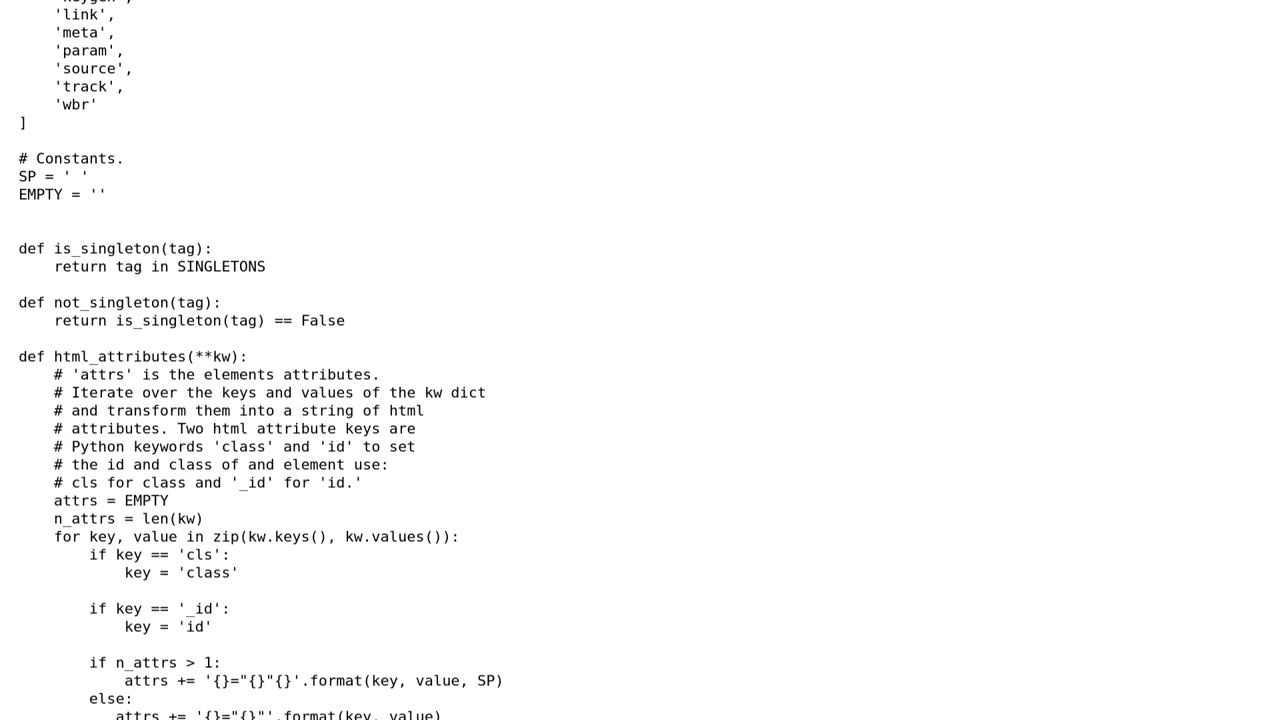 'keygen',
    'link',
    'meta',
    'param',
    'source',
    'track',
    'wbr'
]

# Constants.
SP = ' '
EMPTY = ''


def is_singleton(tag):
    return tag in SINGLETONS

def not_singleton(tag):
    return is_singleton(tag) == False

def html_attributes(**kw):
    # 'attrs' is the elements attributes.
    # Iterate over the keys and values of the kw dict
    # and transform them into a string of html
    # attributes. Two html attribute keys are
    # Python keywords 'class' and 'id' to set
    # the id and class of and element use:
    # cls for class and '_id' for 'id.'
    attrs = EMPTY
    n_attrs = len(kw)
    for key, value in zip(kw.keys(), kw.values()):
        if key == 'cls':
            key = 'class'

        if key == '_id':
            key = 'id'

        if n_attrs > 1:
            attrs += '{}="{}"{}'.format(key, value, SP)
        else:
           attrs += '{}="{}"'.format(key, value)